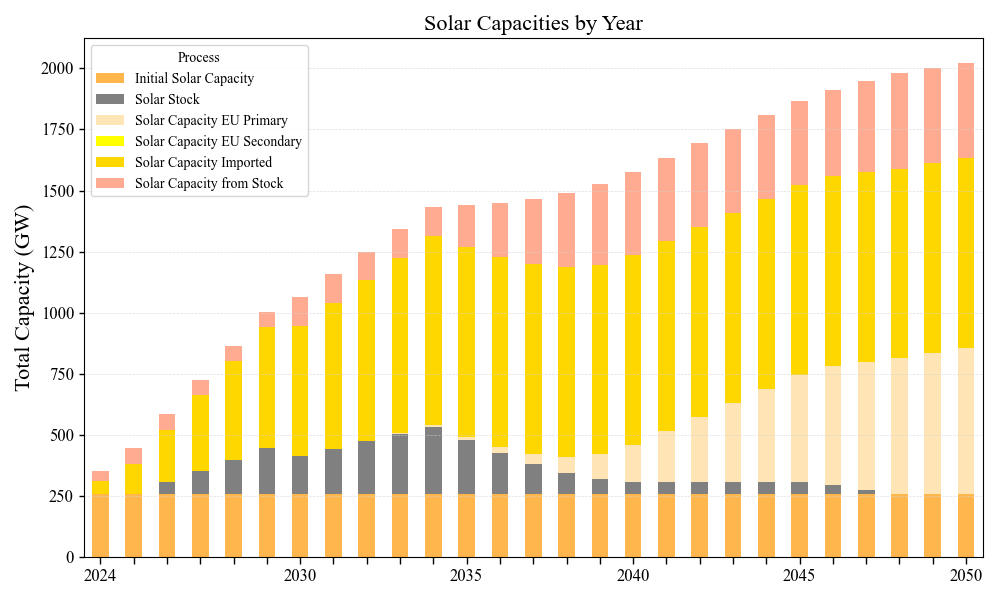 Solar Capacities by Year
Process
Initial Solar Capacity
Solar Stock
Solar Capacity EU Primary
Solar Capacity EU Secondary
Solar Capacity Imported
Solar Capacity from Stock
Total Capacity (GW)
2000
1750
1500
1250
1000
750
500
250
0
2024 2030 2035 2040 2045 2050